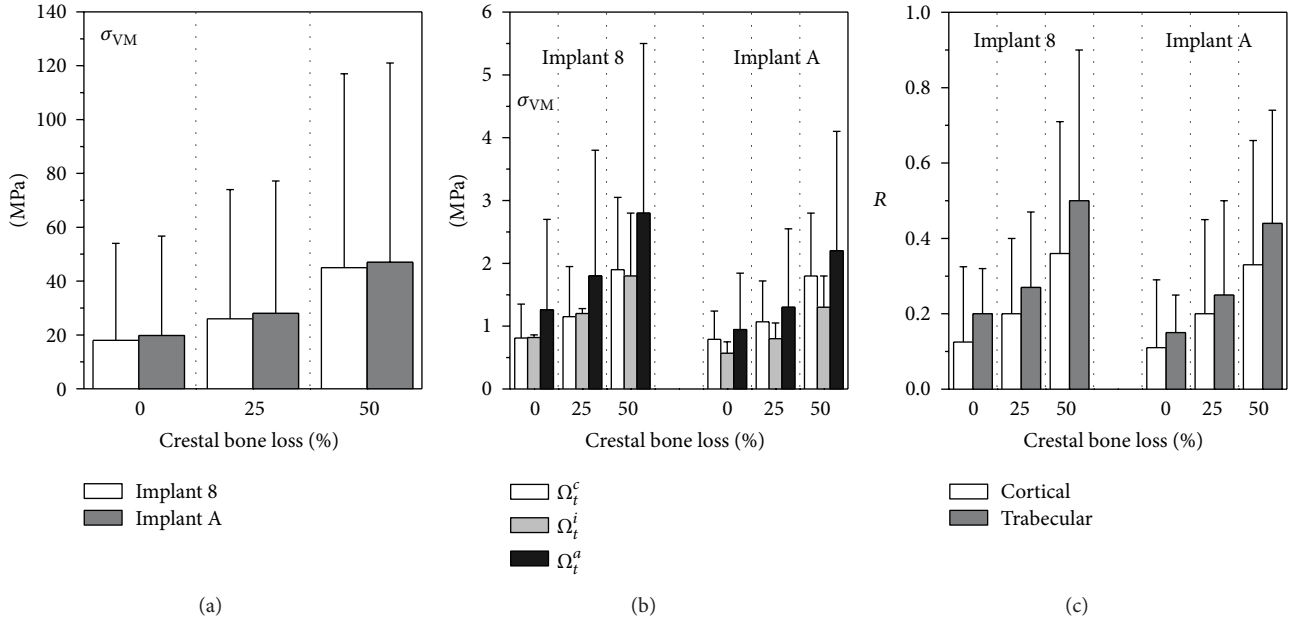 140
120
100
80
60
40
20
0
(MPa)
σVM
0 25 50
Crestal bone loss (%)
Implant 8
Implant A
(a)
6
5
4
3
2
1
0
(MPa)
Implant 8 Implant A
σVM
0 25 50 0 25 50
Crestal bone loss (%)
Ω_t^c
Ω_t^i
Ω_t^a
(b)
1.0
0.8
0.6
0.4
0.2
0.0
R
Implant 8 Implant A
0 25 50 0 25 50
Crestal bone loss (%)
Cortical
Trabecular
(c)